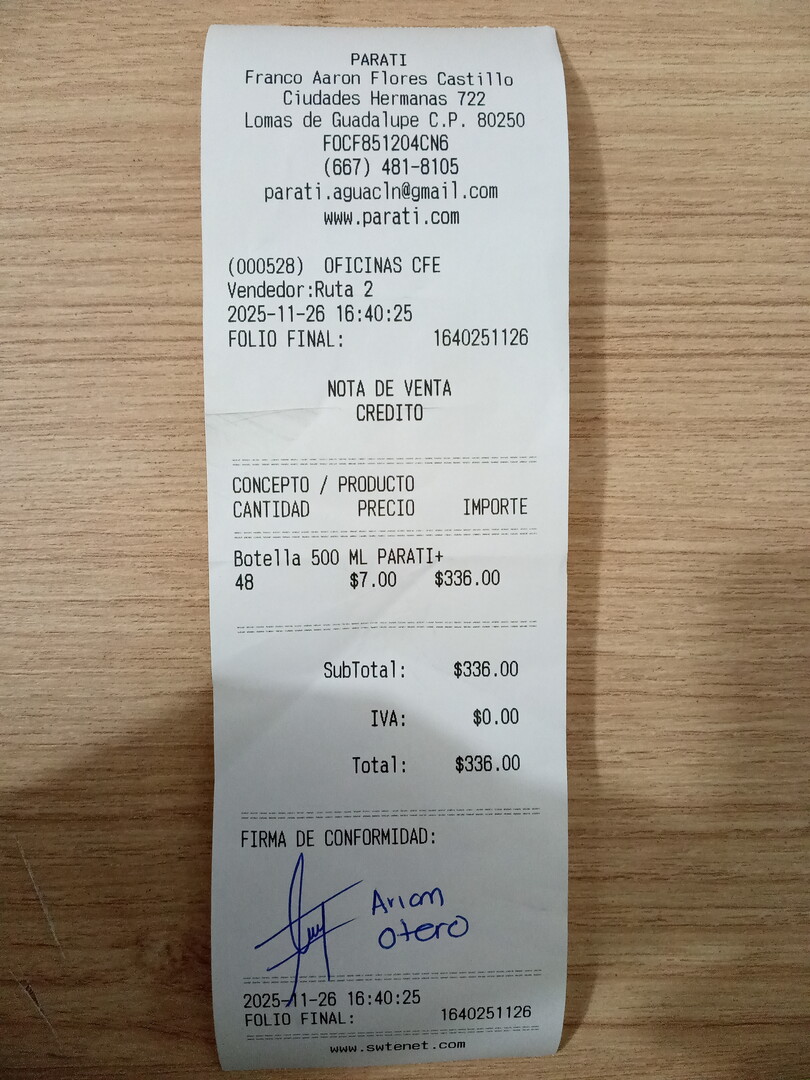 PARATI
Franco Aaron Flores Castillo
Ciudades Hermanas 722
Lomas de Guadalupe C.P. 80250
FOCF851204CN6
(667) 481-8105
parati.aguacln@gmail.com
www.parati.com
(000528) OFICINAS CFE
Vendedor:Ruta 2
2025-11-26 16:40:25
FOLIO FINAL: 1640251126
NOTA DE VENTA
CREDITO
CONCEPTO / PRODUCTO
CANTIDAD PRECIO IMPORTE
Botella 500 ML PARATI+
48 $7.00 $336.00
SubTotal: $336.00
IVA: $0.00
Total: $336.00
FIRMA DE CONFORMIDAD:
Arian
Otero
2025-11-26 16:40:25
FOLIO FINAL: 1640251126
www.swtenet.com